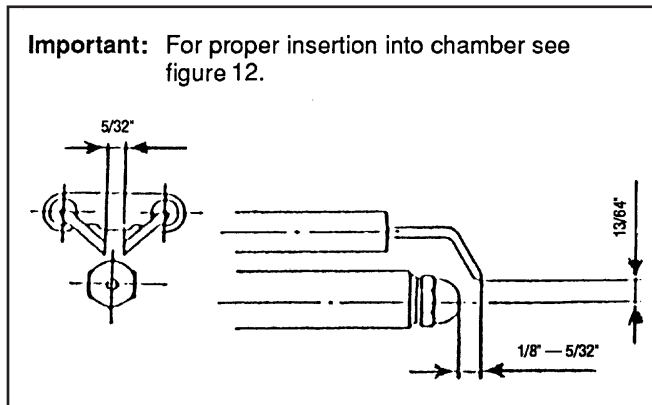 Important: For proper insertion into chamber see
figure 12.
5/32"
13/64"
1/8" — 5/32"